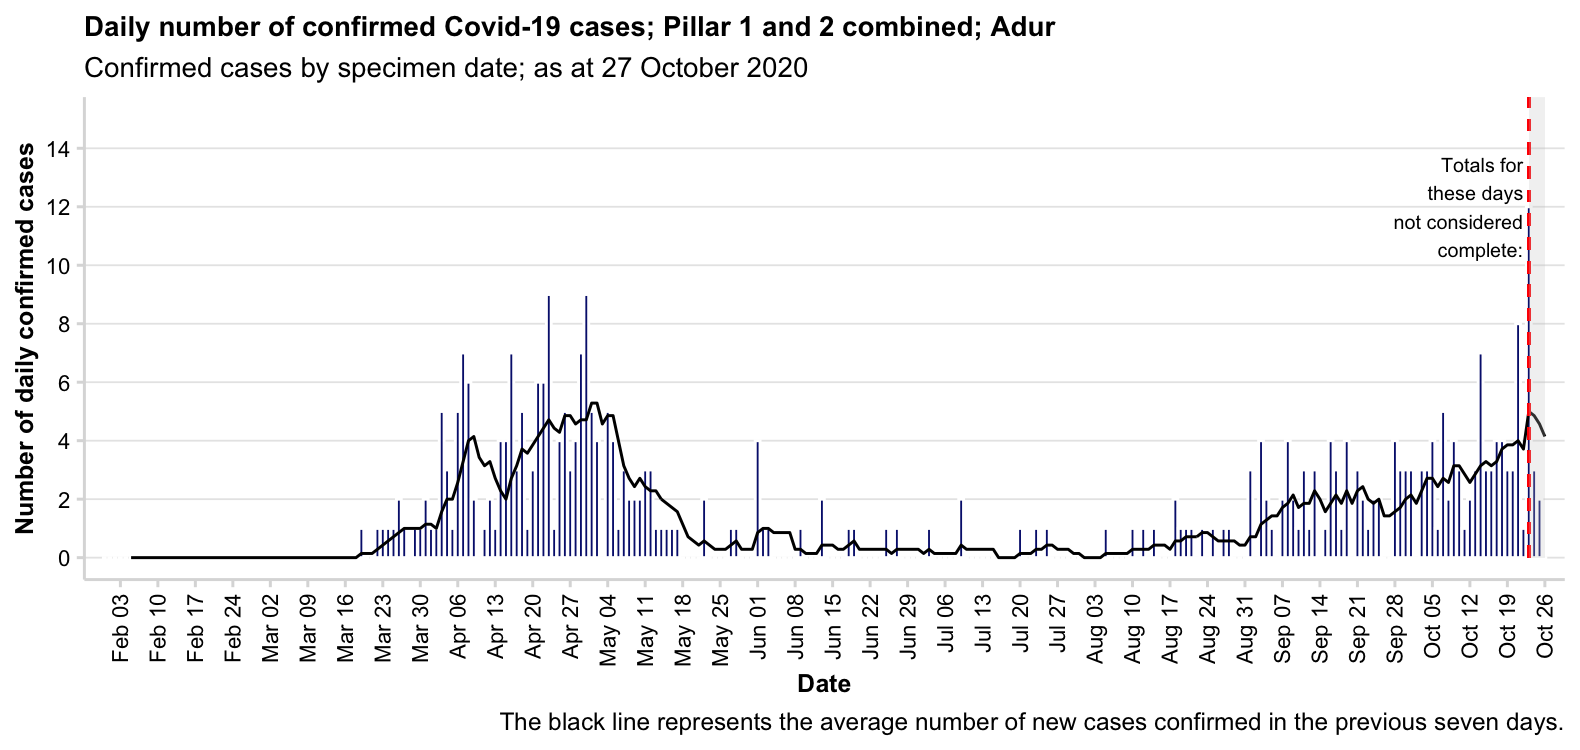 Daily number of confirmed Covid-19 cases; Pillar 1 and 2 combined; Adur
Confirmed cases by specimen date; as at 27 October 2020
Number of daily confirmed cases
14
12
10
8
6
4
2
0
Totals for
these days
not considered
complete:
Feb 03
Feb 10
Feb 17
Feb 24
Mar 02
Mar 09
Mar 16
Mar 23
Mar 30
Apr 06
Apr 13
Apr 20
Apr 27
May 04
May 11
May 18
May 25
Jun 01
Jun 08
Jun 15
Jun 22
Jun 29
Jul 06
Jul 13
Jul 20
Jul 27
Aug 03
Aug 10
Aug 17
Aug 24
Aug 31
Sep 07
Sep 14
Sep 21
Sep 28
Oct 05
Oct 12
Oct 19
Oct 26
Date
The black line represents the average number of new cases confirmed in the previous seven days.